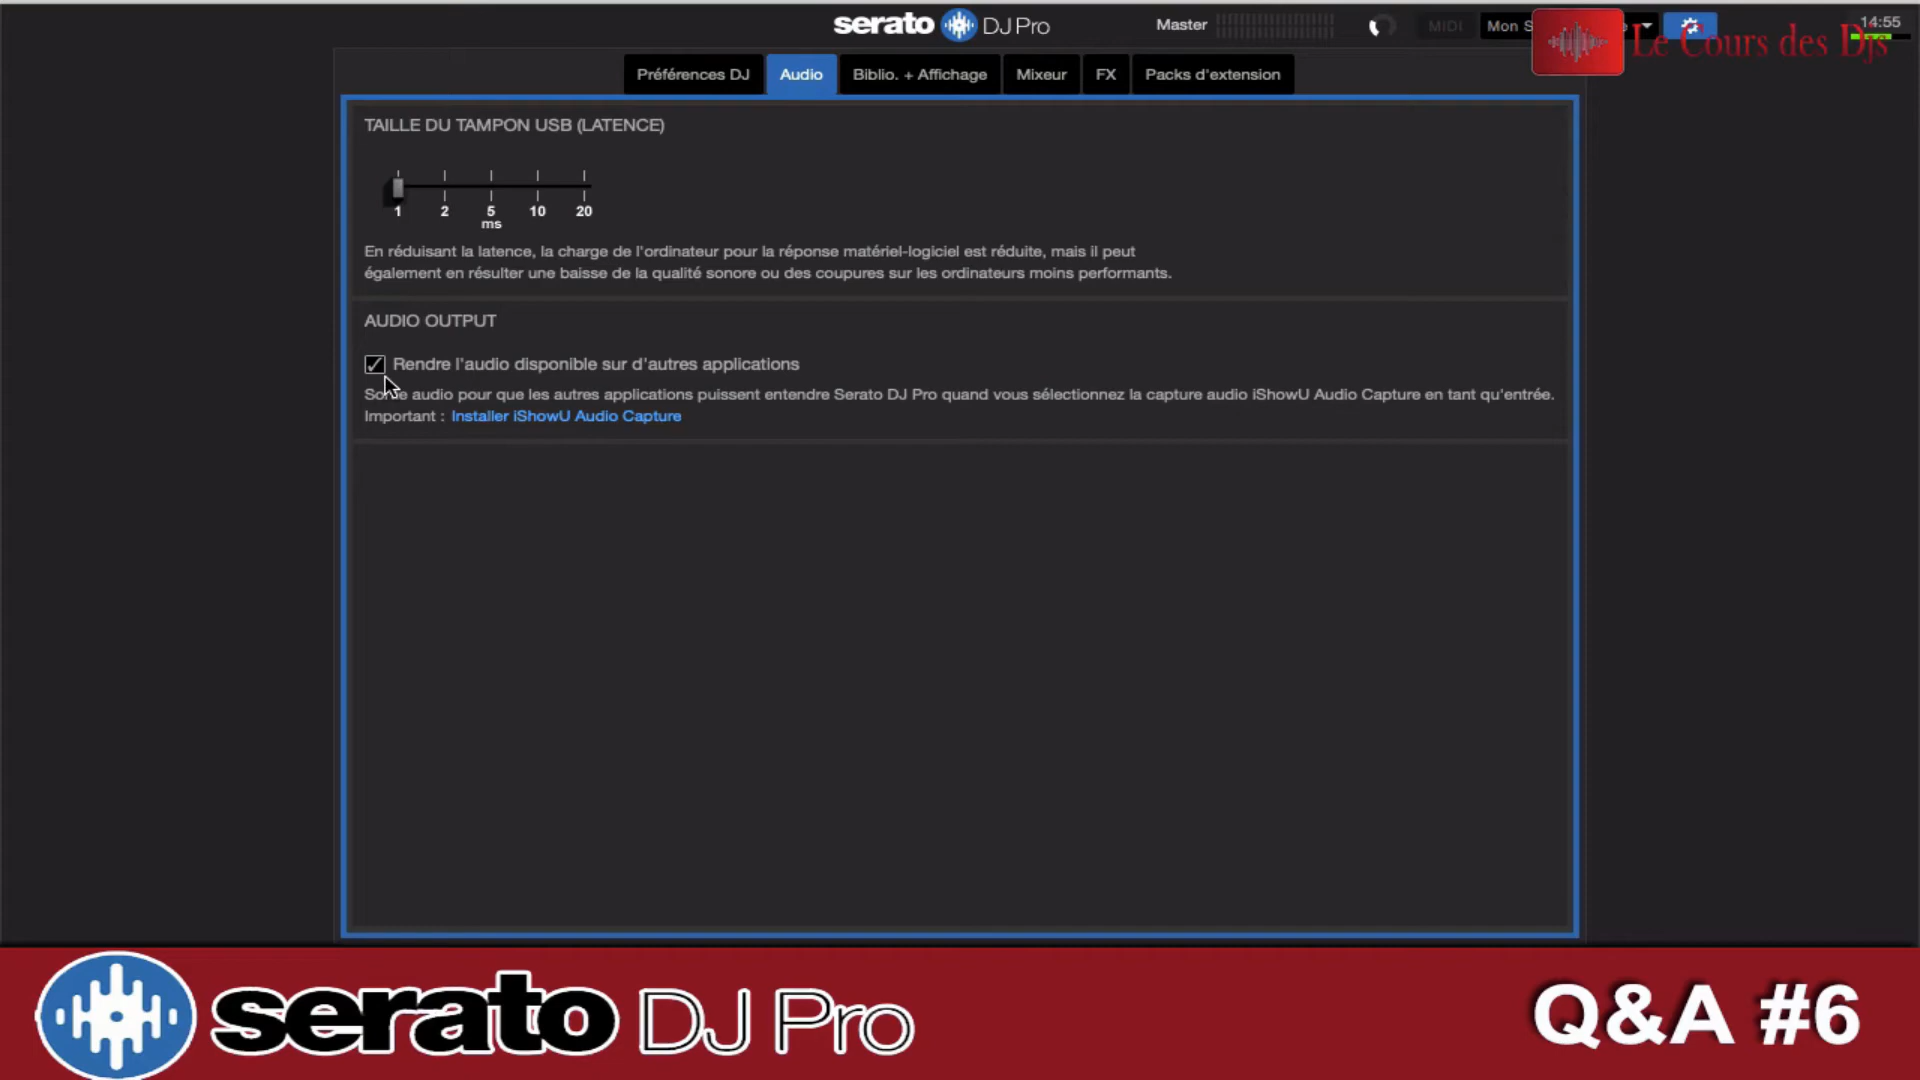 serato DJ Pro
Master
MIDI
Mon S
Le Cours des Djs
14:55
Préférences DJ
Audio
Biblio. + Affichage
Mixeur
FX
Packs d'extension
TAILLE DU TAMPON USB (LATENCE)
1 2 5 10 20
ms
En réduisant la latence, la charge de l'ordinateur pour la réponse matériel-logiciel est réduite, mais il peut
également en résulter une baisse de la qualité sonore ou des coupures sur les ordinateurs moins performants.
AUDIO OUTPUT
Rendre l'audio disponible sur d'autres applications
Sortie audio pour que les autres applications puissent entendre Serato DJ Pro quand vous sélectionnez la capture audio iShowU Audio Capture en tant qu'entrée.
Important : Installer iShowU Audio Capture
serato DJ Pro
Q&A #6